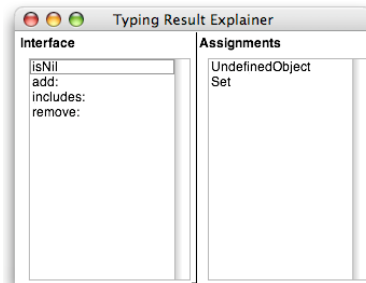 Typing Result Explainer
Interface
isNil
add:
includes:
remove:
Assignments
UndefinedObject
Set